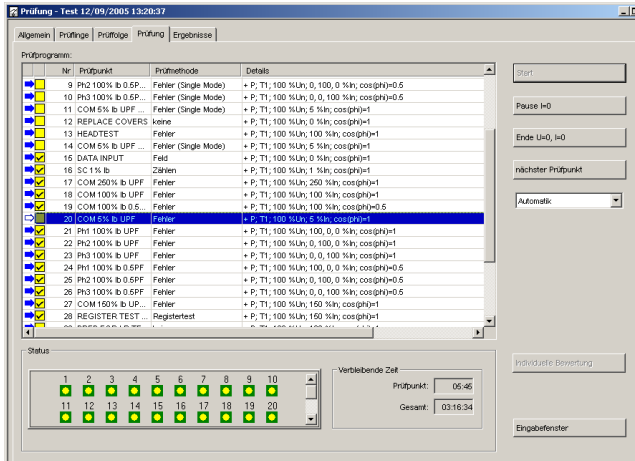 Prüfung - Test 12/09/2005 13:20:37
Allgemein Prüflinge Prüffolge Prüfung Ergebnisse
Prüfprogramm:
Nr Prüfpunkt Prüfmethode Details
9 Ph2 100% Ib 0.5P... Fehler (Single Mode) + P; T1; 100 %Un; 0, 100, 0 %In; cos(phi)=0.5
10 Ph3 100% Ib 0.5P... Fehler (Single Mode) + P; T1; 100 %Un; 0, 0, 100 %In; cos(phi)=0.5
11 COM 5% Ib UPF ... Fehler (Single Mode) + P; T1; 100 %Un; 5 %In; cos(phi)=1
12 REPLACE COVERS keine + P; T1; 100 %Un; 0 %In; cos(phi)=1
13 HEADTEST Fehler + P; T1; 100 %Un; 100 %In; cos(phi)=1
14 COM 5% Ib UPF ... Fehler (Single Mode) + P; T1; 100 %Un; 5 %In; cos(phi)=1
15 DATA INPUT Feld + P; T1; 100 %Un; 0 %In; cos(phi)=1
16 SC 1% Ib Zählen + P; T1; 100 %Un; 1 %In; cos(phi)=1
17 COM 250% Ib UPF Fehler + P; T1; 100 %Un; 250 %In; cos(phi)=1
18 COM 100% Ib UPF Fehler + P; T1; 100 %Un; 100 %In; cos(phi)=1
19 COM 100% Ib 0.5... Fehler + P; T1; 100 %Un; 100 %In; cos(phi)=0.5
20 COM 5% Ib UPF Fehler + P; T1; 100 %Un; 5 %In; cos(phi)=1
21 Ph1 100% Ib UPF Fehler + P; T1; 100 %Un; 100, 0, 0 %In; cos(phi)=1
22 Ph2 100% Ib UPF Fehler + P; T1; 100 %Un; 0, 100, 0 %In; cos(phi)=1
23 Ph3 100% Ib UPF Fehler + P; T1; 100 %Un; 0, 0, 100 %In; cos(phi)=1
24 Ph1 100% Ib 0.5PF Fehler + P; T1; 100 %Un; 100, 0, 0 %In; cos(phi)=0.5
25 Ph2 100% Ib 0.5PF Fehler + P; T1; 100 %Un; 0, 100, 0 %In; cos(phi)=0.5
26 Ph3 100% Ib 0.5PF Fehler + P; T1; 100 %Un; 0, 0, 100 %In; cos(phi)=0.5
27 COM 150% Ib UP... Fehler + P; T1; 100 %Un; 150 %In; cos(phi)=1
28 REGISTER TEST ... Registertest + P; T1; 100 %Un; 150 %In; cos(phi)=1
Start
Pause I=0
Ende U=0, I=0
nächster Prüfpunkt
Automatik
Status
1 2 3 4 5 6 7 8 9 10
11 12 13 14 15 16 17 18 19 20
Verbleibende Zeit
Prüfpunkt: 06:46
Gesamt: 03:16:34
Individuelle Bewertung
Eingabefenster